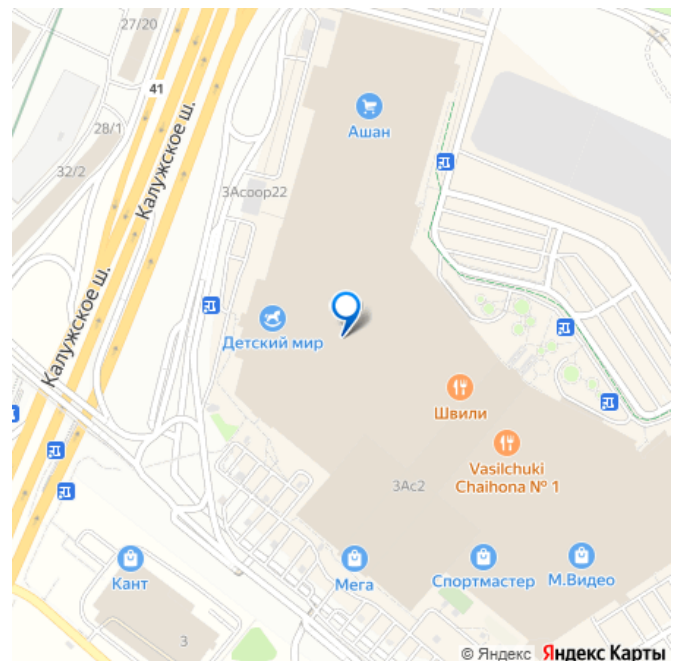 27/20
41
Ашан
28/1
Калужское ш.
32/2
3Асоор22
Калужское ш.
Детский мир
Швили
Vasilchuki
Chaihona № 1
3Ас2
Кант
Мега
Спортмастер
М.Видео
3
© Яндекс Яндекс Карты